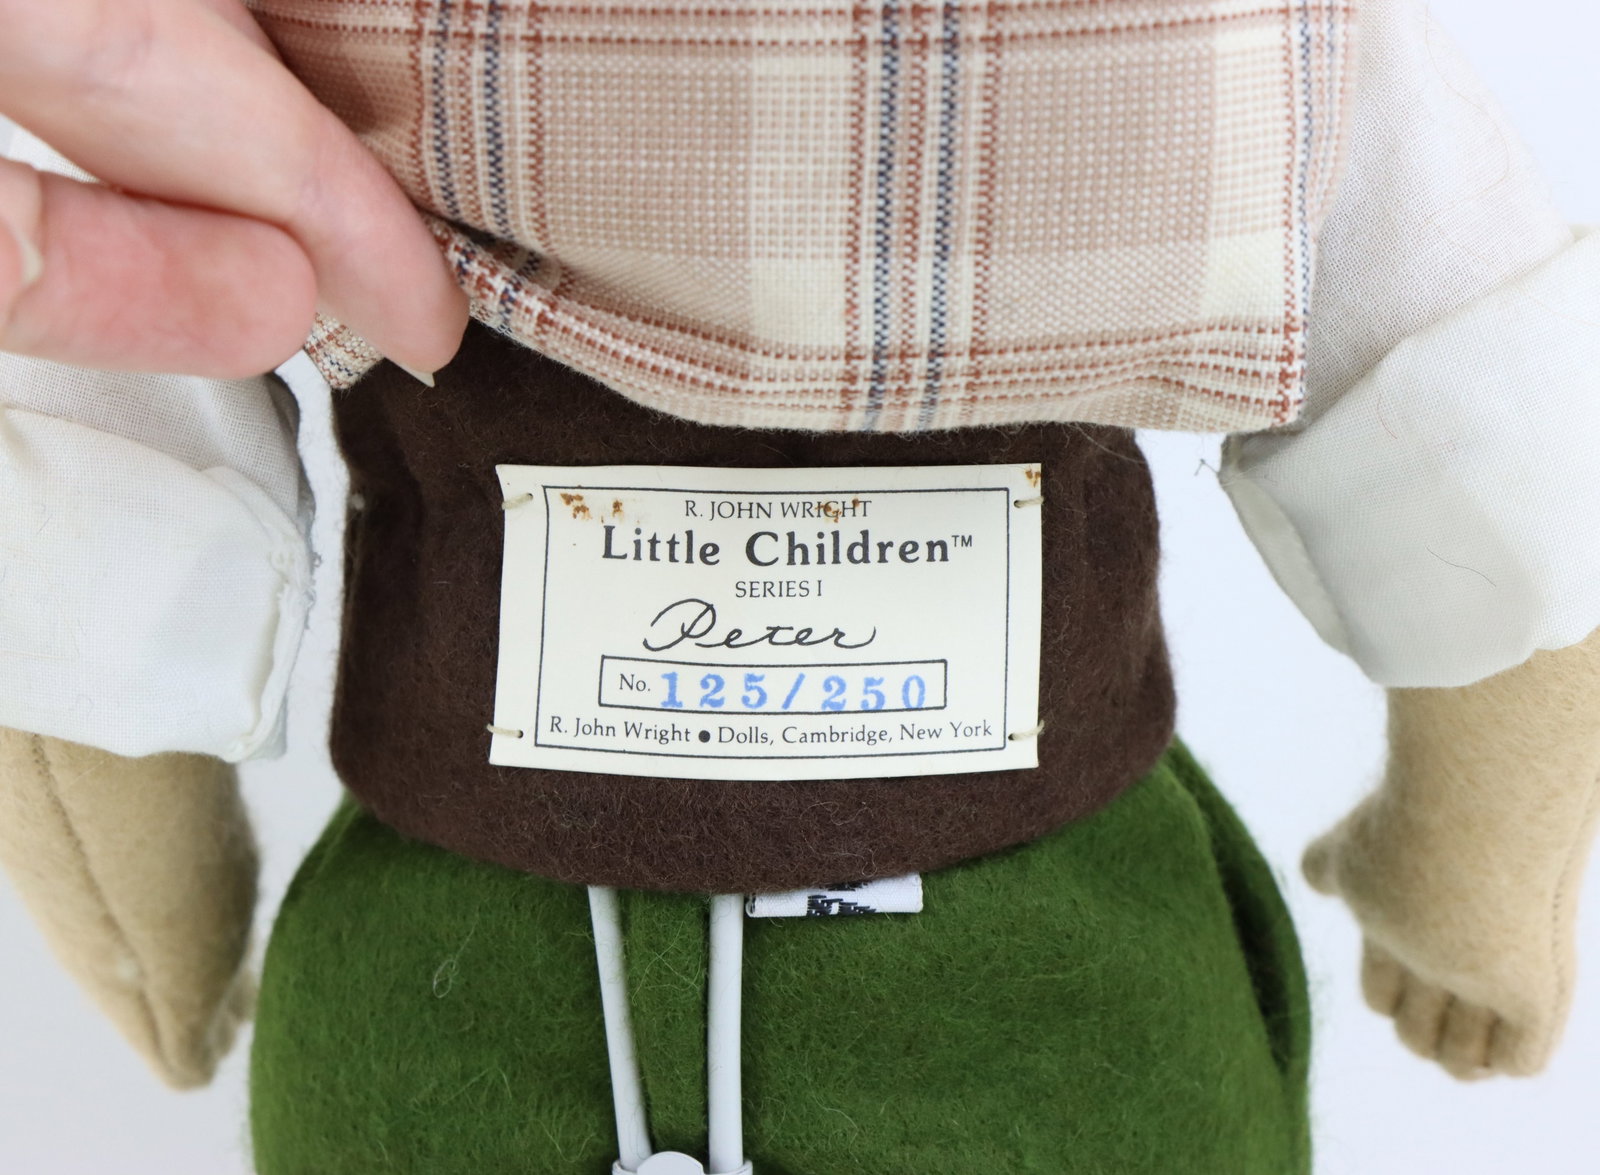 R. JOHN WRIGHT
Little Children™
SERIES I
Peter
No. 125/250
R. John Wright ● Dolls, Cambridge, New York